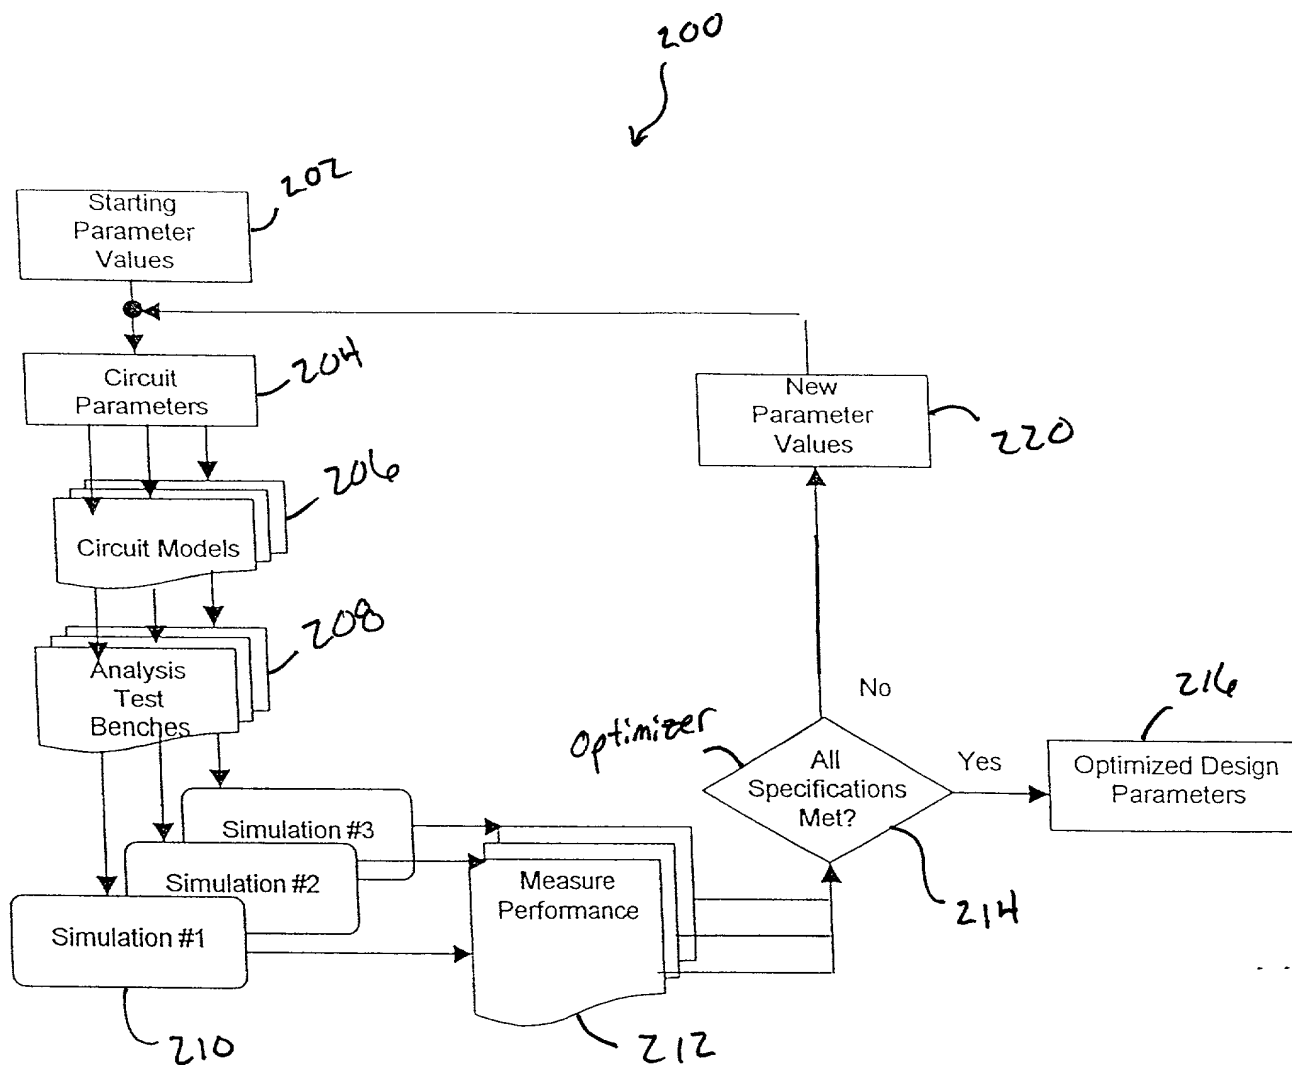 200
Starting
Parameter
Values
202
Circuit
Parameters
204
New
Parameter
Values
220
Circuit Models
206
Analysis
Test
Benches
208
No
216
Optimizer
All
Specifications
Met?
Yes
Optimized Design
Parameters
214
Simulation #3
Simulation #2
Simulation #1
210
Measure
Performance
212